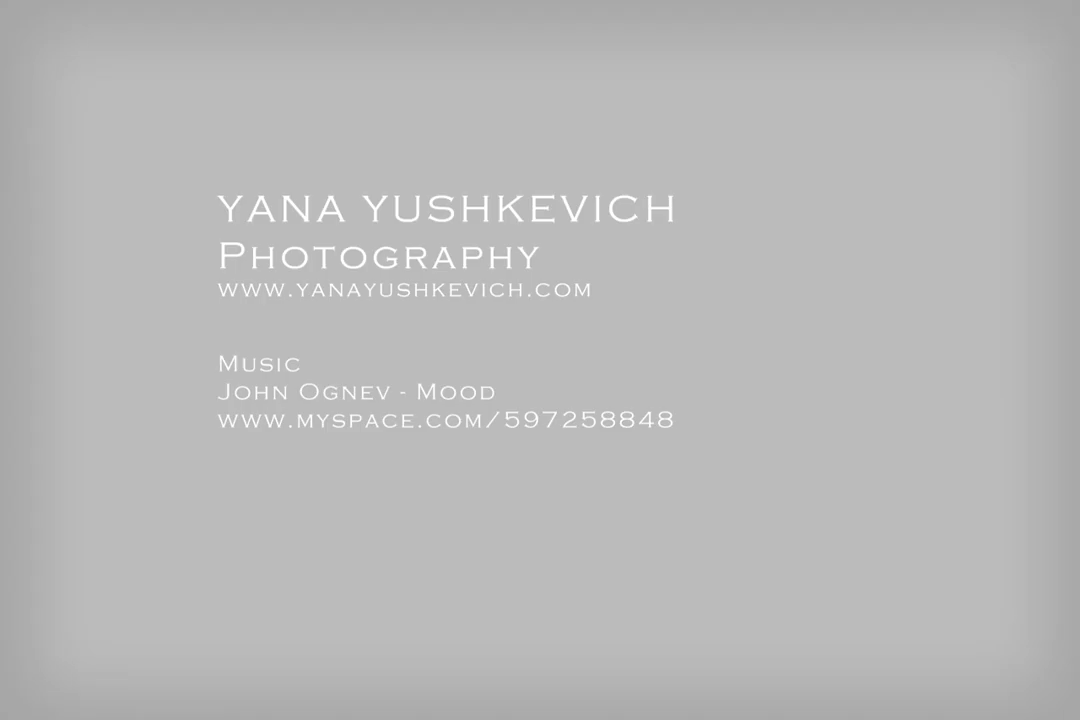 YANA YUSHKEVICH
PHOTOGRAPHY
WWW.YANAYUSHKEVICH.COM
MUSIC
JOHN OGNEV - MOOD
WWW.MYSPACE.COM/597258848